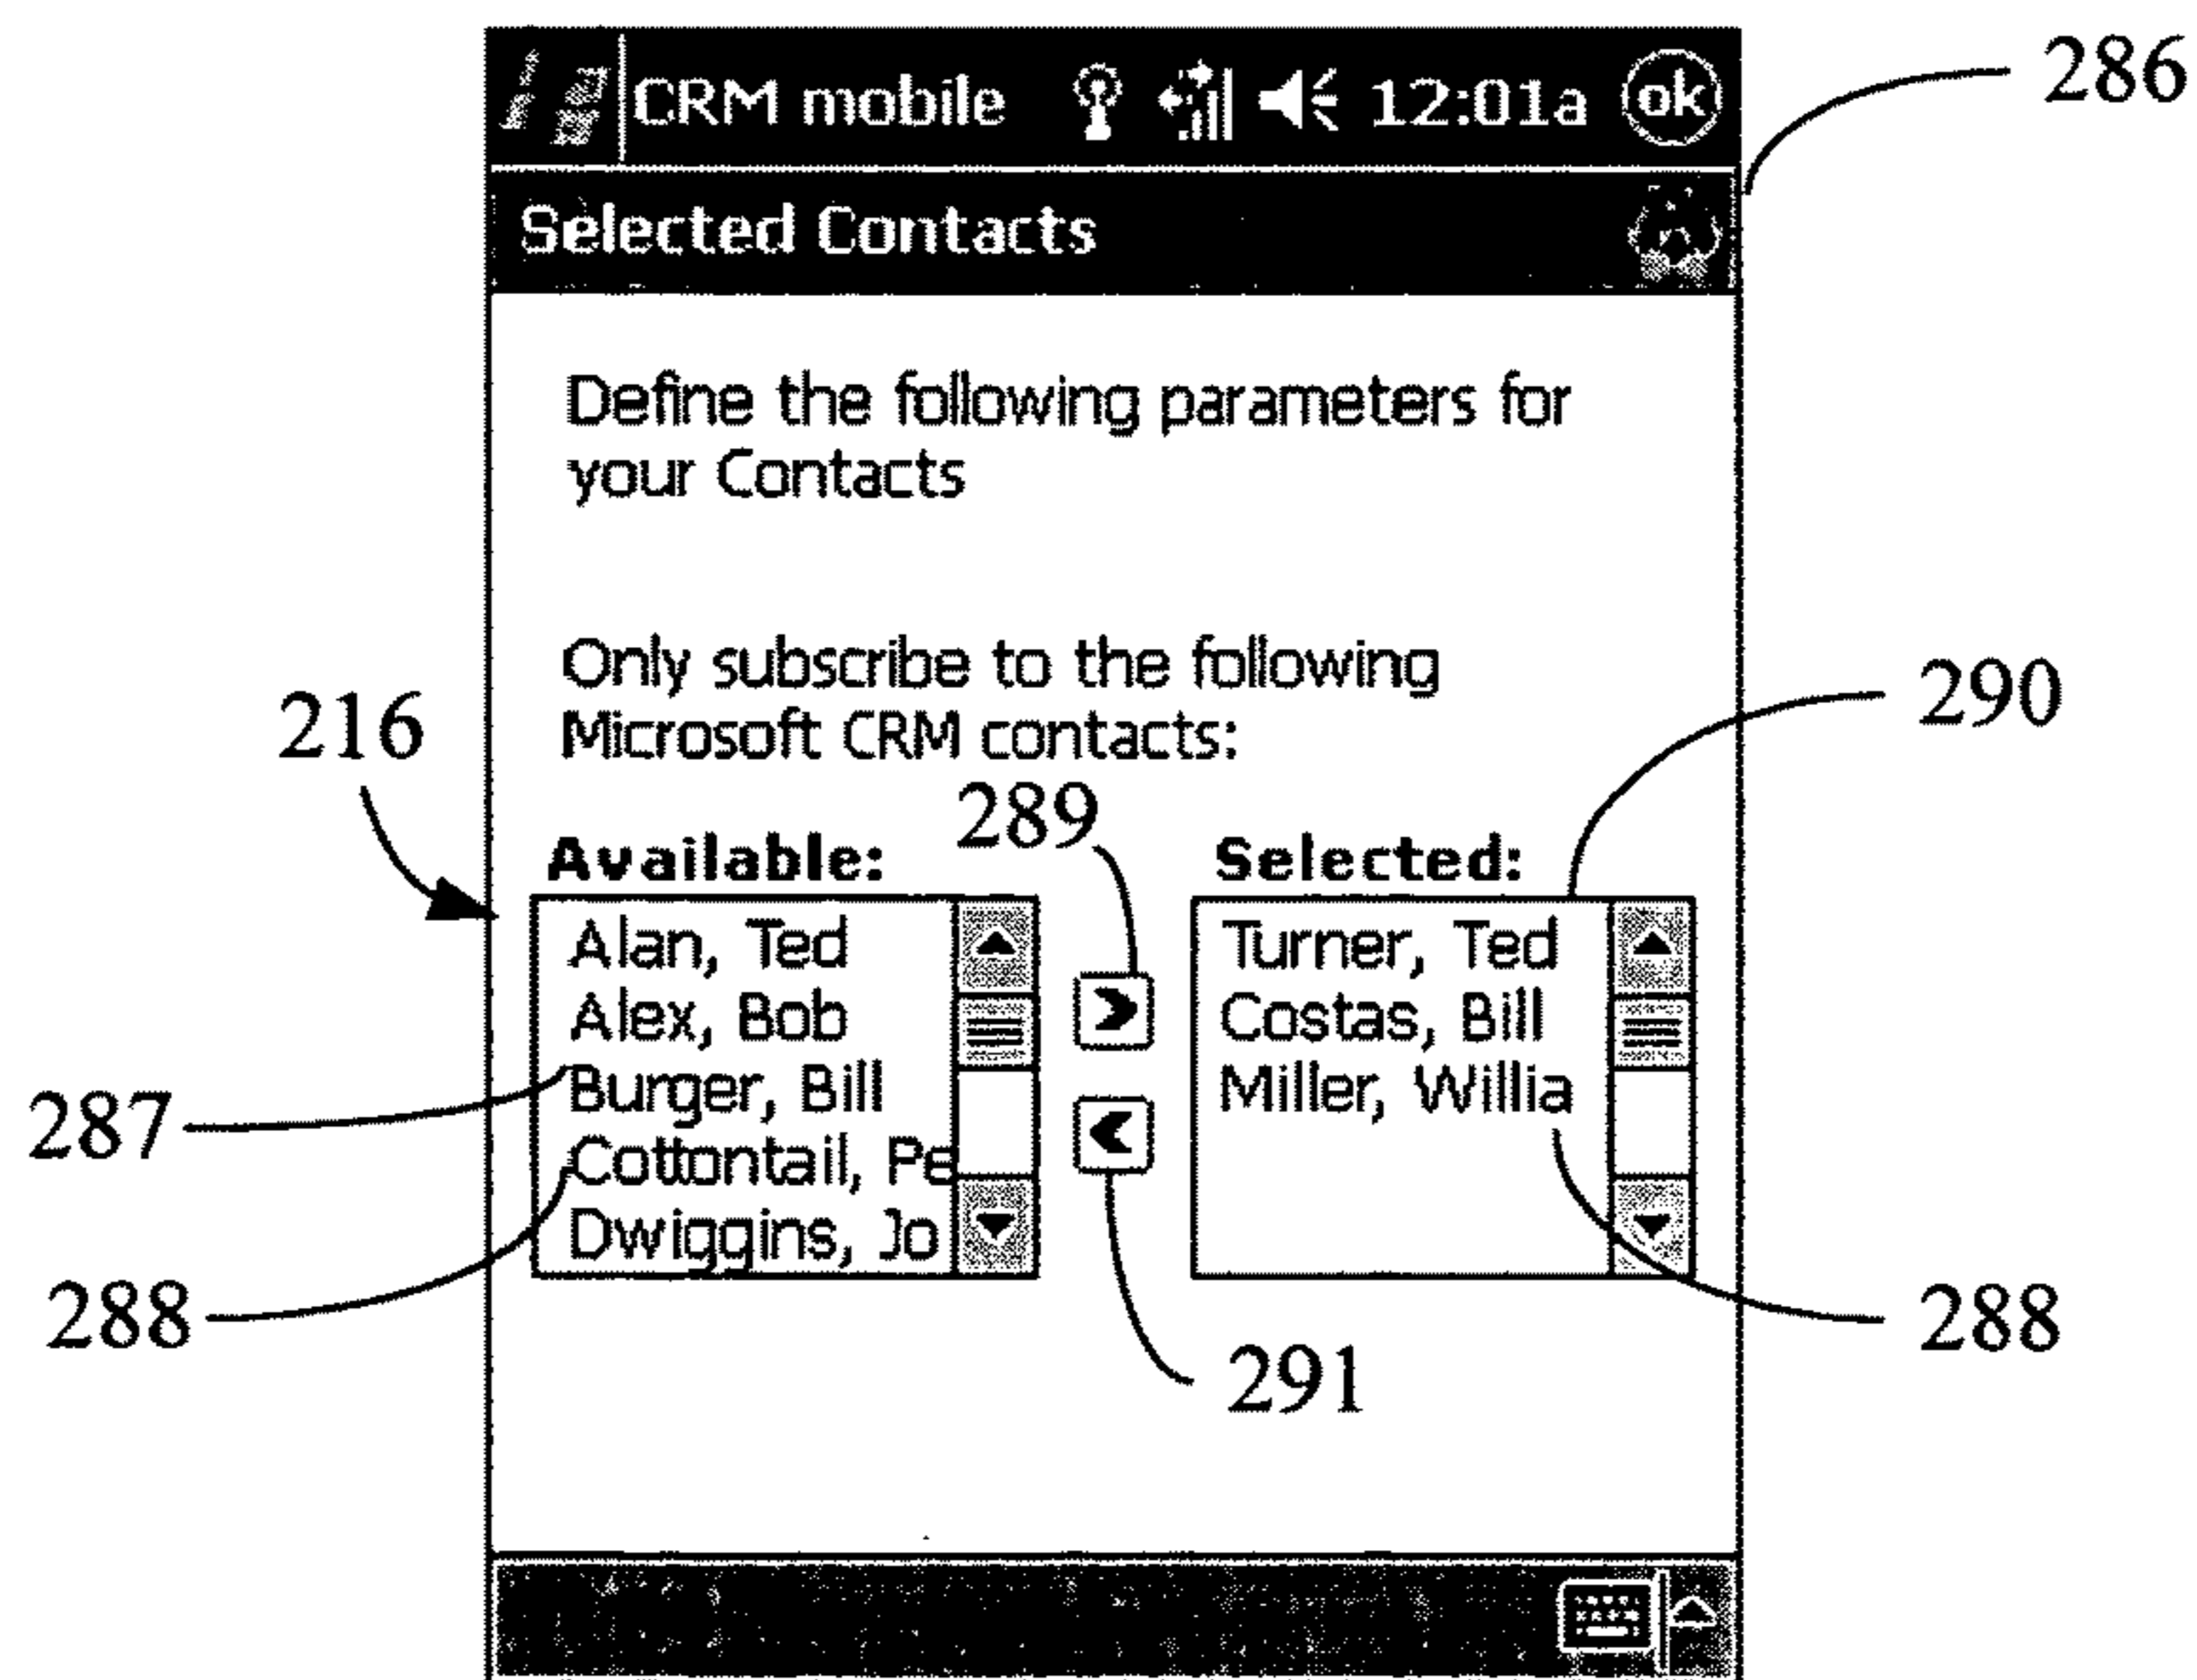 CRM mobile 12:01a ok
286
Selected Contacts
Define the following parameters for
your Contacts
Only subscribe to the following
Microsoft CRM contacts:
290
216
289
Available:
Selected:
Alan, Ted
Alex, Bob
Burger, Bill
Cottontail, Pe
Dwiggins, Jo
Turner, Ted
Costas, Bill
Miller, Willia
287
288
288
291